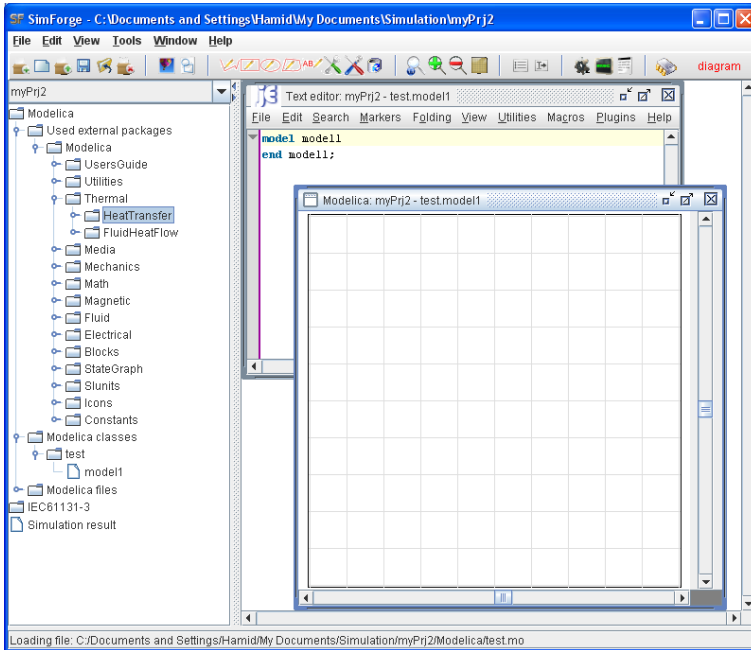 SF SimForge - C:\Documents and Settings\Hamid\My Documents\Simulation\myPrj2
File Edit View Tools Window Help
AB diagram
myPrj2
Modelica
Used external packages
Modelica
UsersGuide
Utilities
Thermal
HeatTransfer
FluidHeatFlow
Media
Mechanics
Math
Magnetic
Fluid
Electrical
Blocks
StateGraph
SIunits
Icons
Constants
Modelica classes
test
model1
Modelica files
IEC61131-3
Simulation result
jE Text editor: myPrj2 - test.model1
File Edit Search Markers Folding View Utilities Macros Plugins Help
model model1
end model1;
Modelica: myPrj2 - test.model1
Loading file: C:/Documents and Settings/Hamid/My Documents/Simulation/myPrj2/Modelica/test.mo